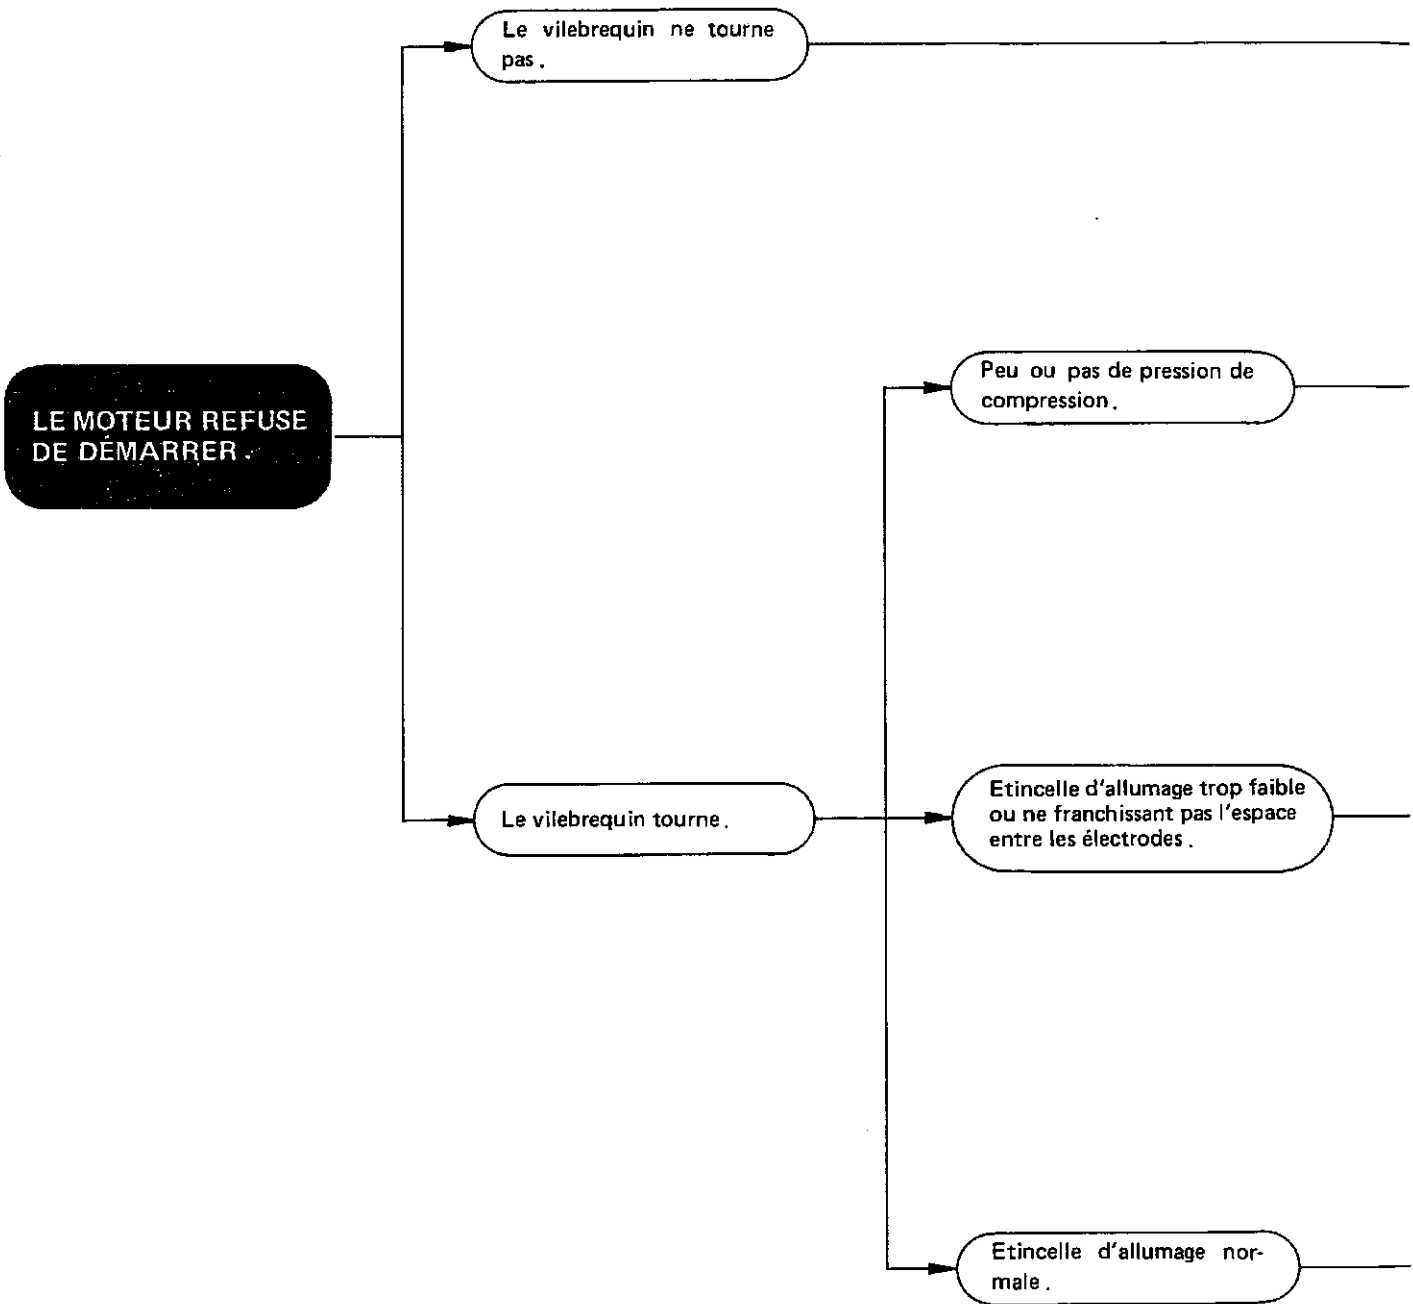 Le vilebrequin ne tourne
pas.
LE MOTEUR REFUSE
DE DÉMARRER.
Peu ou pas de pression de
compression.
Le vilebrequin tourne.
Etincelle d'allumage trop faible
ou ne franchissant pas l'espace
entre les électrodes.
Etincelle d'allumage nor-
male.